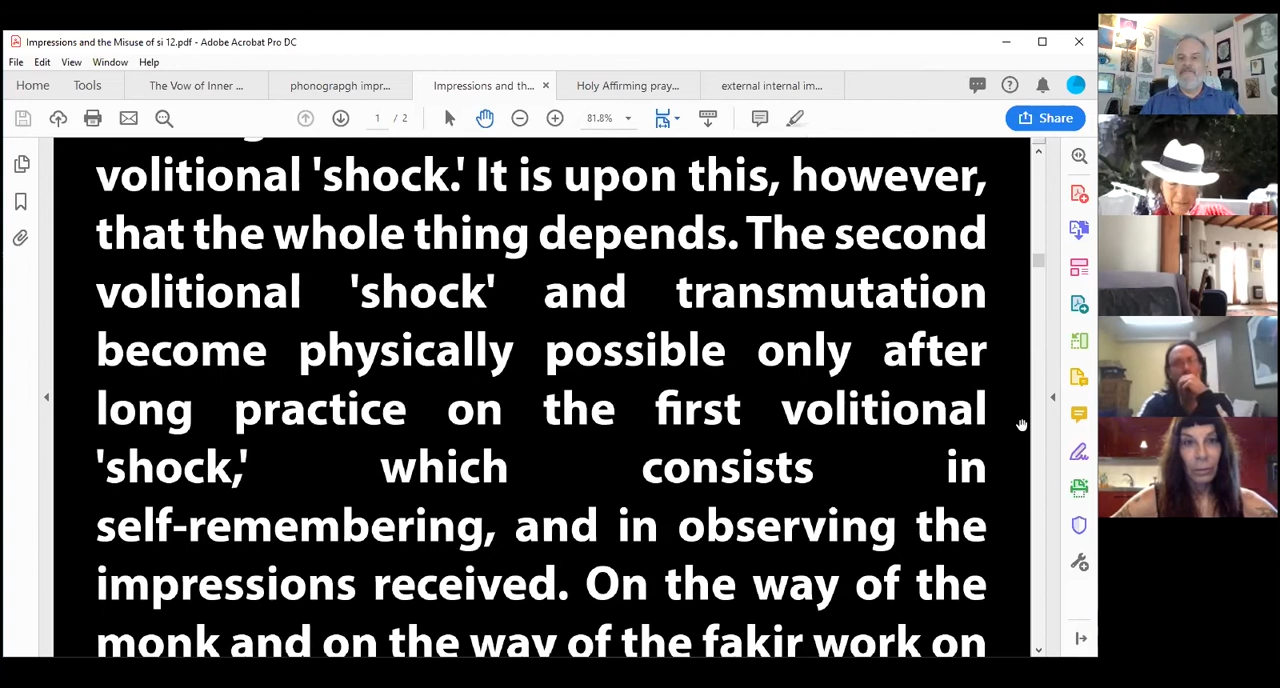 Impressions and the Misuse of si 12.pdf - Adobe Acrobat Pro DC
File Edit View Window Help
Home Tools The Vow of Inner ... phonograpgh impr... Impressions and th... × Holy Affirming pray... external internal im...
1 / 2 81.8% Share
volitional 'shock.' It is upon this, however,
that the whole thing depends. The second
volitional 'shock' and transmutation
become physically possible only after
long practice on the first volitional
'shock,' which consists in
self-remembering, and in observing the
impressions received. On the way of the
monk and on the way of the fakir work on